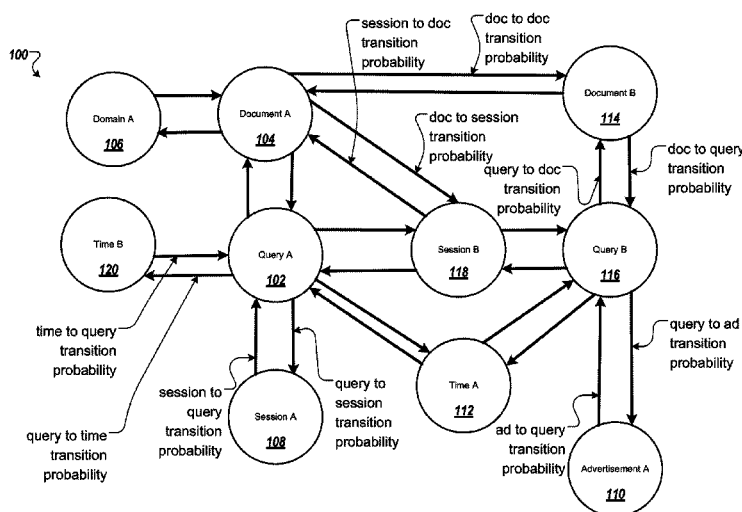 100
session to doc
transition
probability
doc to doc
transition
probability
Domain A
106
Document A
104
Document B
114
doc to session
transition
probability
query to doc
transition
probability
doc to query
transition
probability
Time B
120
Query A
102
Session B
118
Query B
116
time to query
transition
probability
query to time
transition
probability
session to
query
transition
probability
query to
session
transition
probability
Session A
108
Time A
112
query to ad
transition
probability
ad to query
transition
probability
Advertisement A
110